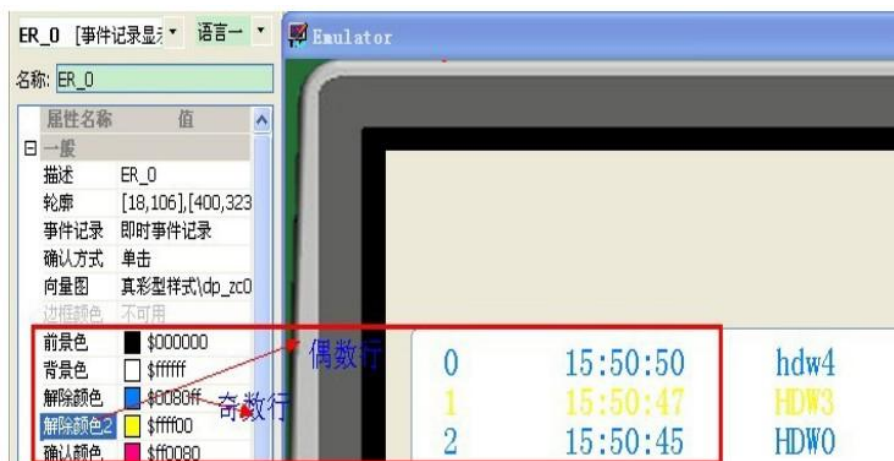 ER_0 [事件记录显 语言一
名称: ER_0
属性名称 值
一般
描述 ER_0
轮廓 [18,106],[400,323
事件记录 即时事件记录
确认方式 单击
向量图 真彩型样式\dp_zc0
边框颜色 不可用
前景色 $000000
背景色 $ffffff
解除颜色 $0080ff
解除颜色2 $ffff00
确认颜色 $ff0080
偶数行
奇数行
Emulator
0 15:50:50 hdw4
1 15:50:47 HDW3
2 15:50:45 HDW0